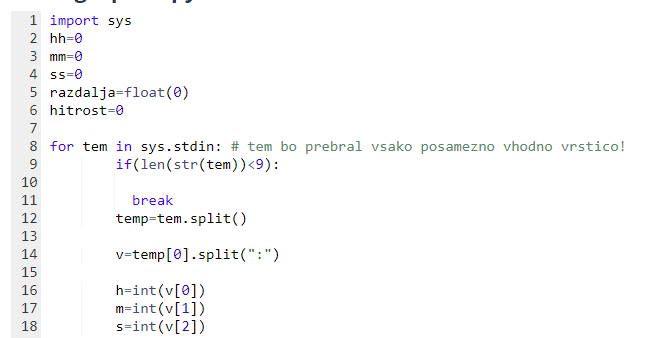 1 import sys
2 hh=0
3 mm=0
4 ss=0
5 razdalja=float(0)
6 hitrost=0
7
8 for tem in sys.stdin: # tem bo prebral vsako posamezno vhodno vrstico!
9         if(len(str(tem))<9):
10
11           break
12         temp=tem.split()
13
14         v=temp[0].split(":")
15
16         h=int(v[0])
17         m=int(v[1])
18         s=int(v[2])